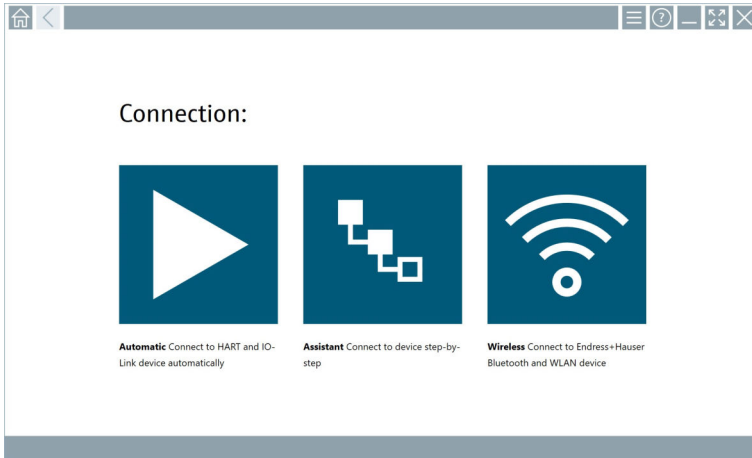 Connection:
Automatic Connect to HART and IO-
Link device automatically
Assistant Connect to device step-by-
step
Wireless Connect to Endress+Hauser
Bluetooth and WLAN device